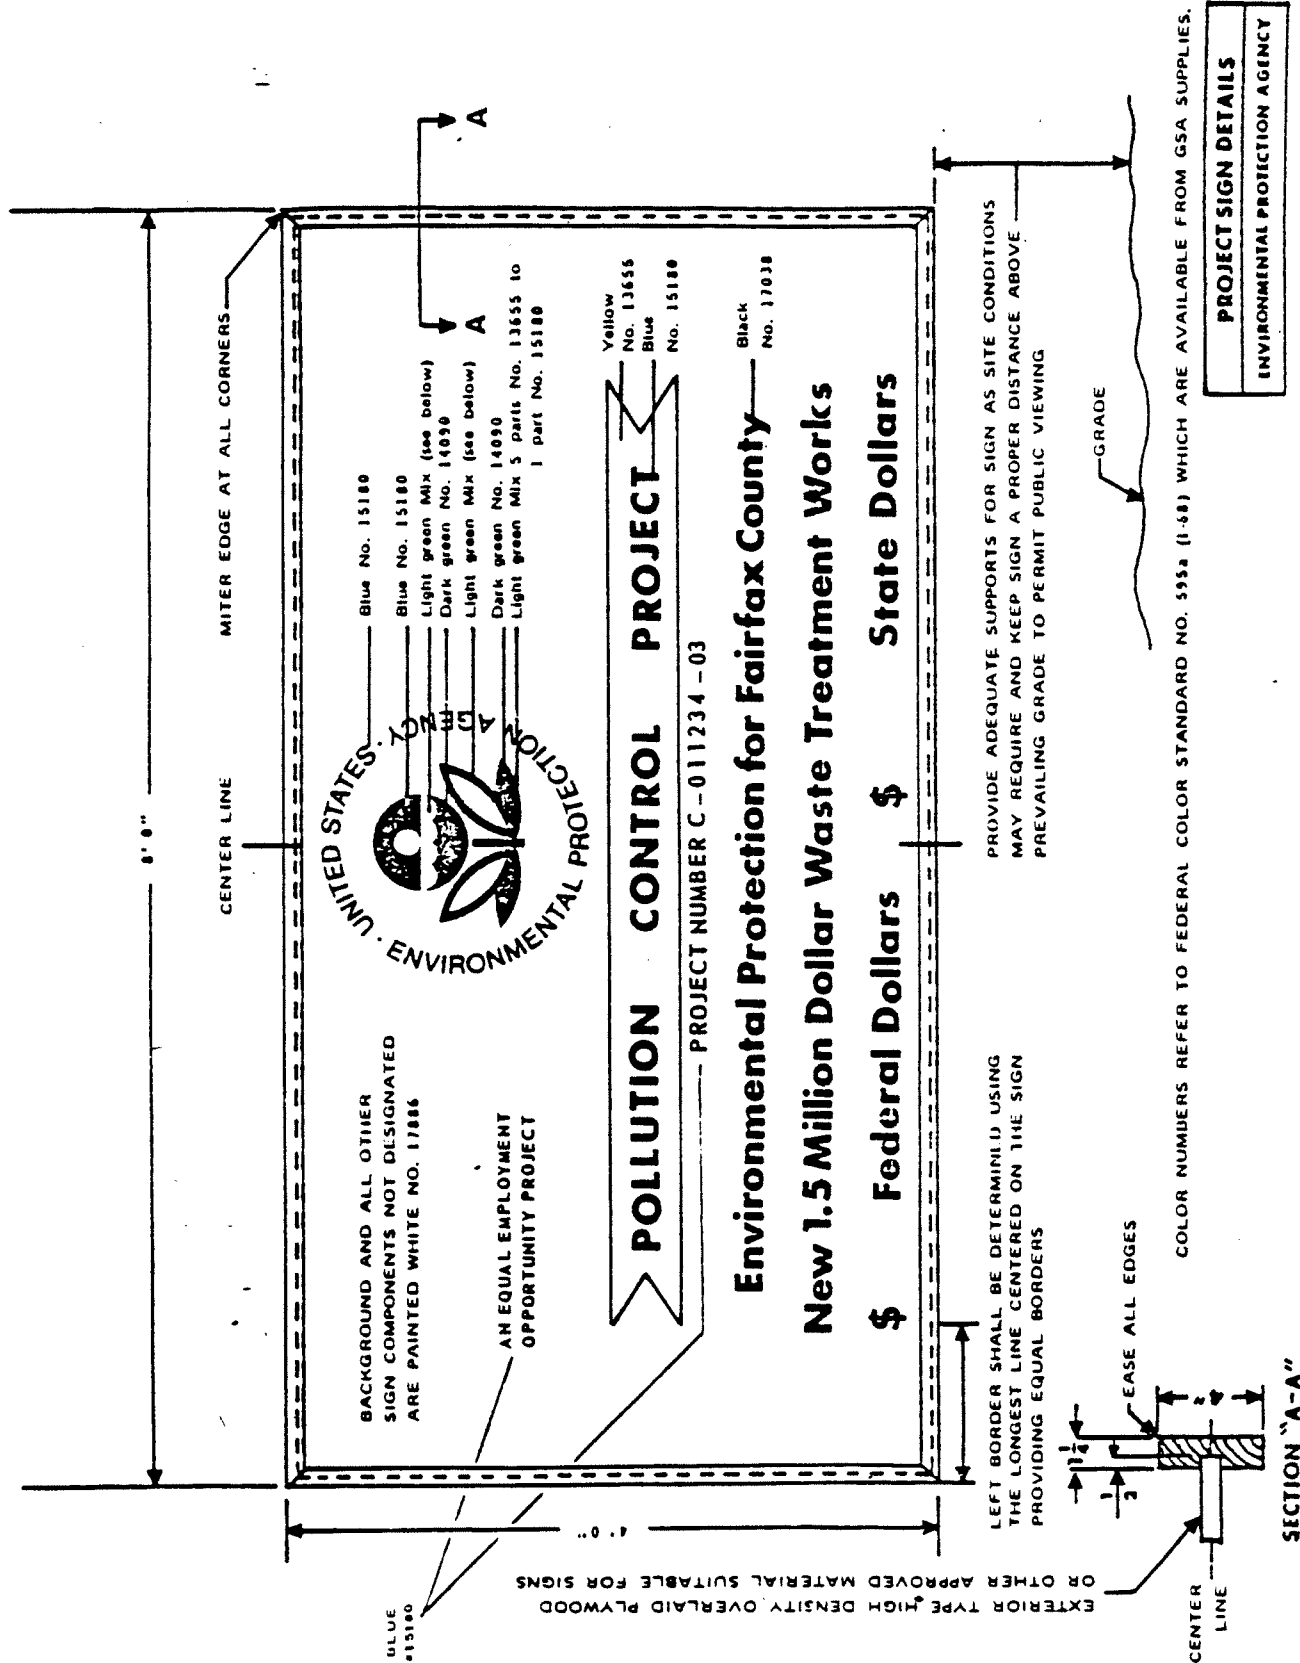 8' 0"
CENTER LINE
MITER EDGE AT ALL CORNERS
BACKGROUND AND ALL OTHER
SIGN COMPONENTS NOT DESIGNATED
ARE PAINTED WHITE NO. 17886
AN EQUAL EMPLOYMENT
OPPORTUNITY PROJECT
UNITED STATES
ENVIRONMENTAL PROTECTION AGENCY
Blue No. 15180
Blue No. 15180
Light green Mix (see below)
Dark green No. 14090
Light green Mix (see below)
Dark green No. 14090
Light green Mix 5 parts No. 13655 to
1 part No. 15180
A A
POLLUTION CONTROL PROJECT
Yellow
No. 13655
Blue
No. 15180
PROJECT NUMBER C-011234-03
Environmental Protection for Fairfax County
Black
No. 17038
New 1.5 Million Dollar Waste Treatment Works
$ Federal Dollars $ State Dollars
4' 0"
BLUE
#15180
EXTERIOR TYPE HIGH DENSITY OVERLAID PLYWOOD
OR OTHER APPROVED MATERIAL SUITABLE FOR SIGNS
LEFT BORDER SHALL BE DETERMINED USING
THE LONGEST LINE CENTERED ON THE SIGN
PROVIDING EQUAL BORDERS
PROVIDE ADEQUATE SUPPORTS FOR SIGN AS SITE CONDITIONS
MAY REQUIRE AND KEEP SIGN A PROPER DISTANCE ABOVE
PREVAILING GRADE TO PERMIT PUBLIC VIEWING
GRADE
1 1/4
1/2
EASE ALL EDGES
4"
CENTER
LINE
SECTION "A-A"
COLOR NUMBERS REFER TO FEDERAL COLOR STANDARD NO. 595a (1-68) WHICH ARE AVAILABLE FROM GSA SUPPLIES.
PROJECT SIGN DETAILS
ENVIRONMENTAL PROTECTION AGENCY